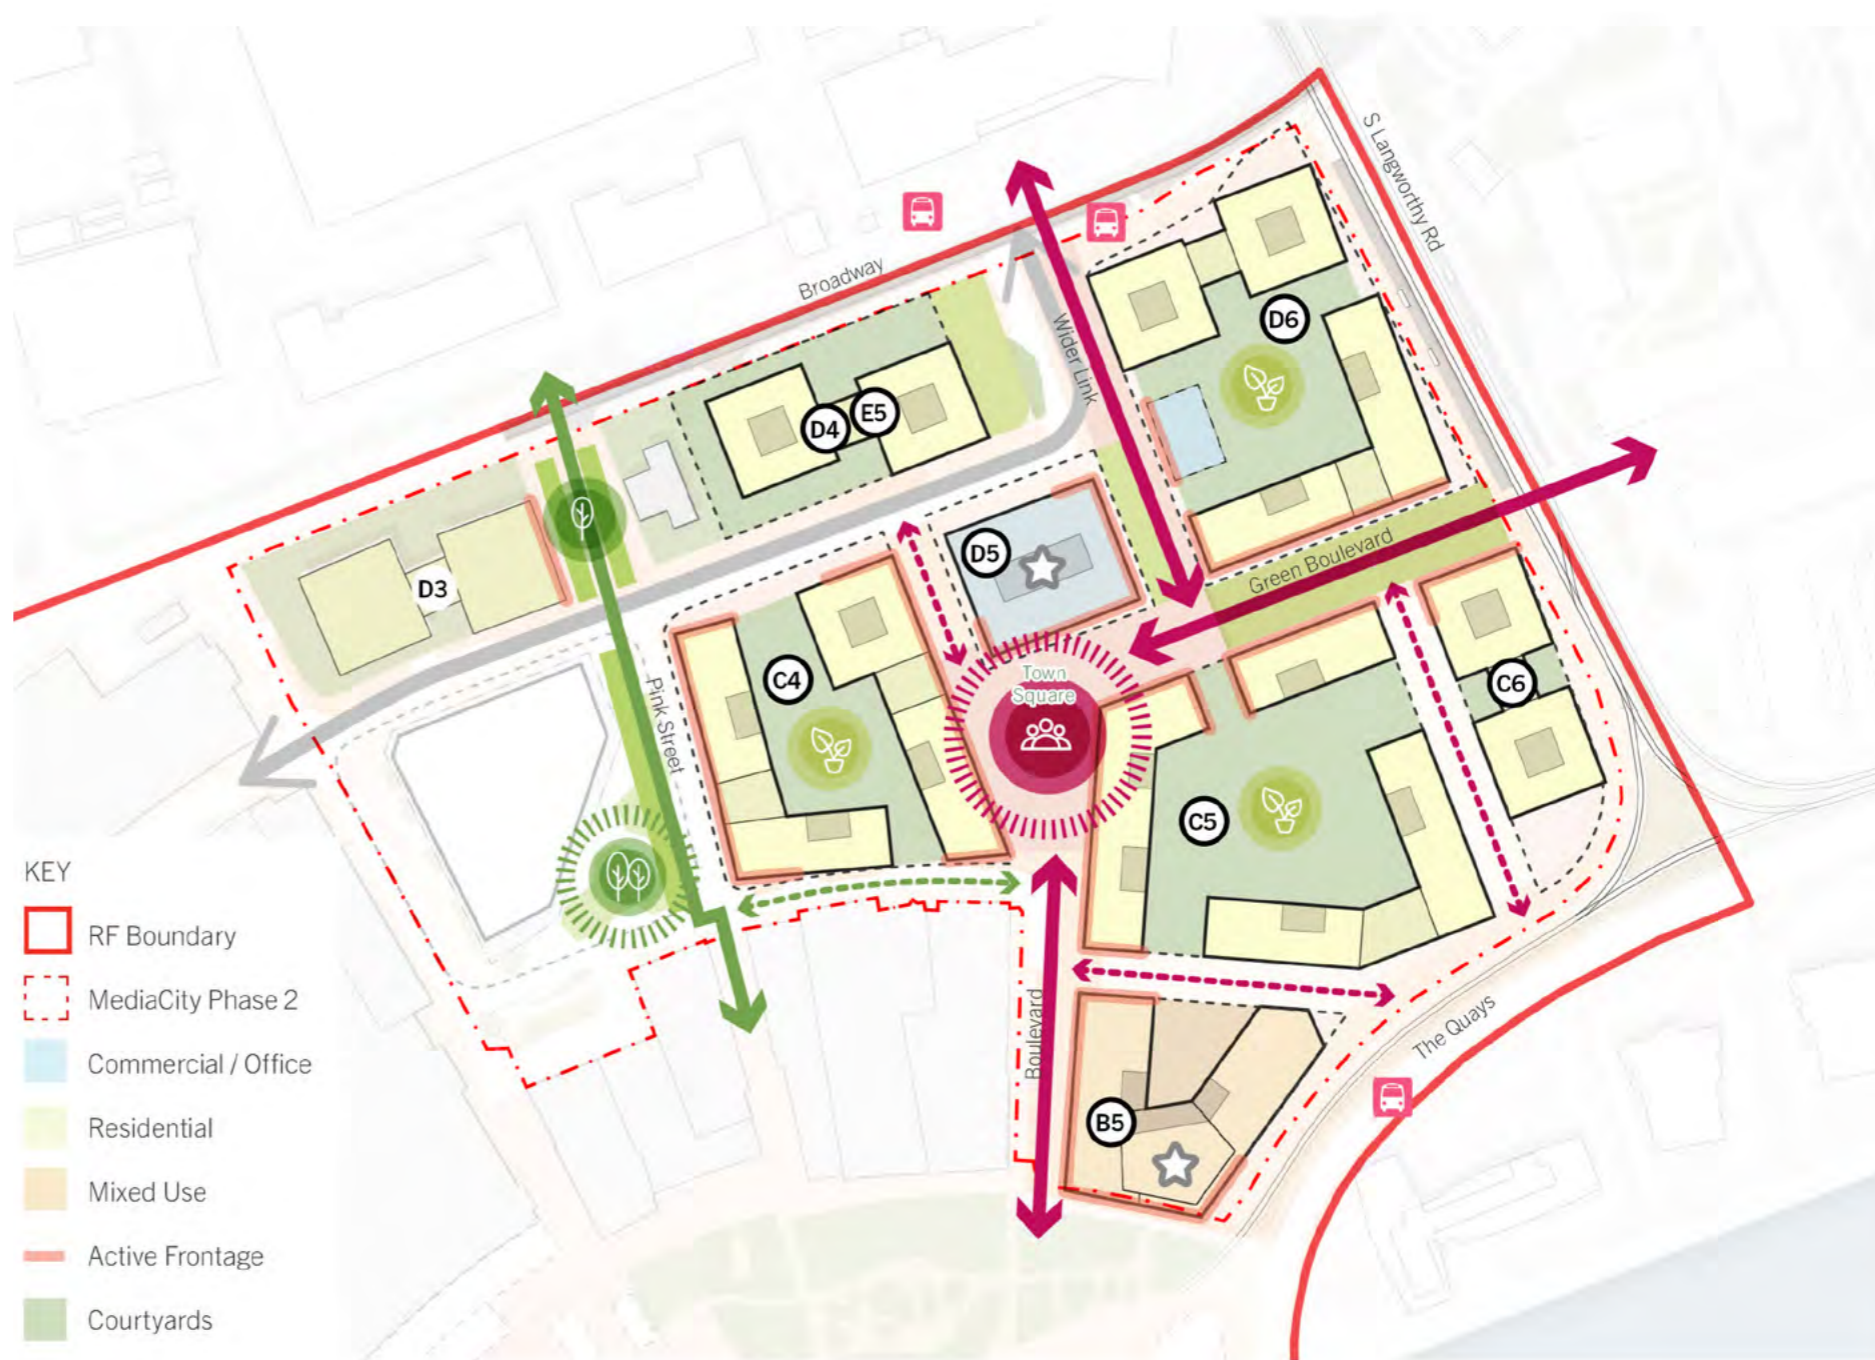 S Langworthy Rd
Broadway
Wider Link
D6
D4
E5
D5
D3
Green Boulevard
C4
Pink Street
Town
Square
C6
C5
Boulevard
The Quays
B5
KEY
RF Boundary
MediaCity Phase 2
Commercial / Office
Residential
Mixed Use
Active Frontage
Courtyards